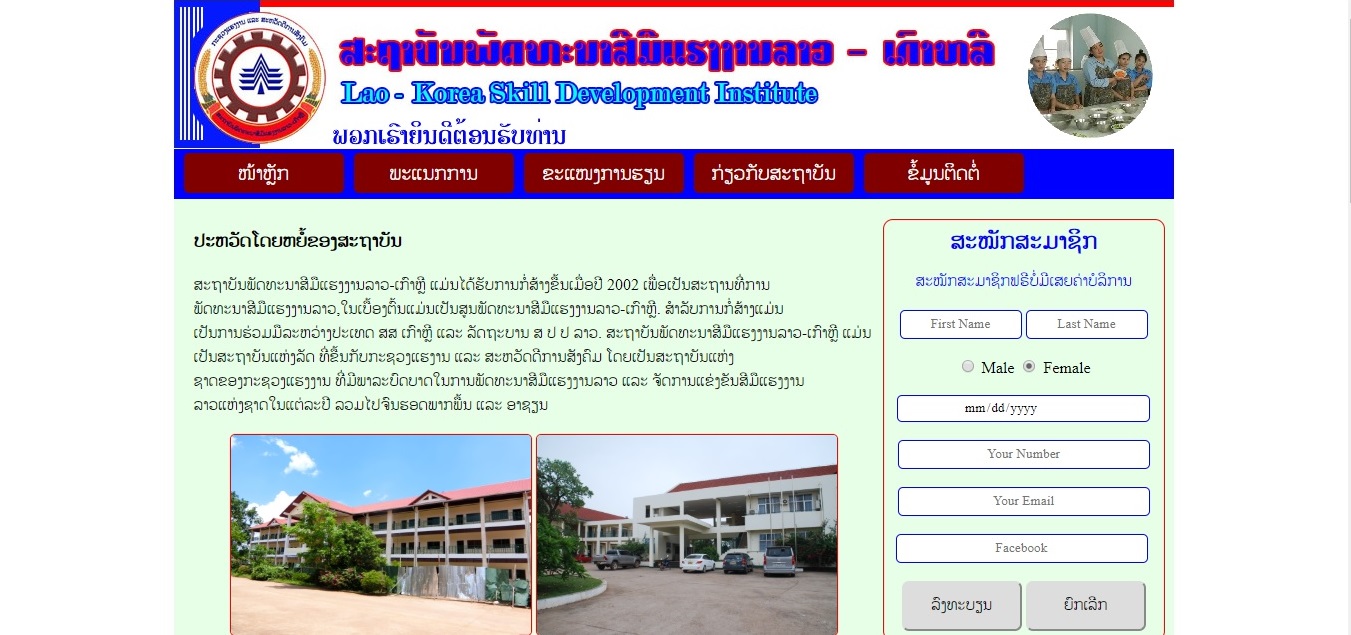 ສະຖາບັນພັດທະນາສີມືແຮງງານລາວ - ເກົາຫລີ
Lao - Korea Skill Development Institute
ພວກເຮົາຍິນດີຕ້ອນຮັບທ່ານ
ໜ້າຫຼັກ
ພະແນກການ
ຂະແໜງການຮຽນ
ກ່ຽວກັບສະຖາບັນ
ຂໍ້ມູນຕິດຕໍ່
ປະຫວັດໂດຍຫຍໍ້ຂອງສະຖາບັນ
ສະຖາບັນພັດທະນາສີມືແຮງງານລາວ-ເກົາຫຼີ ແມ່ນໄດ້ຮັບການກໍ່ສ້າງຂື້ນເມື່ອປີ 2002 ເພື່ອເປັນສະຖານທີ່ການ
ພັດທະນາສີມືແຮງງານລາວ,ໃນເບື້ອງຕົ້ນແມ່ນເປັນສູນພັດທະນາສີມືແຮງງານລາວ-ເກົາຫຼີ. ສຳລັບການກໍ່ສ້າງແມ່ນ
ເປັນການຮ່ວມມືລະຫວ່າງປະເທດ ສສ ເກົາຫຼີ ແລະ ລັດຖະບານ ສ ປ ປ ລາວ. ສະຖາບັນພັດທະນາສີມືແຮງງານລາວ-ເກົາຫຼີ ແມ່ນ
ເປັນສະຖາບັນແຫ່ງລັດ ທີ່ຂື້ນກັບກະຊວງແຮງານ ແລະ ສະຫວັດດີການສັງຄົມ ໂດຍເປັນສະຖາບັນແຫ່ງ
ຊາດຂອງກະຊວງແຮງງານ ທີ່ມີພາລະບົດບາດໃນການພັດທະນາສີມືແຮງງານລາວ ແລະ ຈັດການແຂ່ງຂັນສີມືແຮງງານ
ລາວແຫ່ງຊາດໃນແຕ່ລະປີ ລວມໄປຈົນຮອດພາກພື້ນ ແລະ ອາຊຽນ
ສະໝັກສະມາຊິກ
ສະໝັກສະມາຊິກຟຣີບໍ່ມີເສຍຄ່າບໍລິການ
First Name Last Name
Male Female
mm/dd/yyyy
Your Number
Your Email
Facebook
ລົງທະບຽນ ຍົກເລີກ